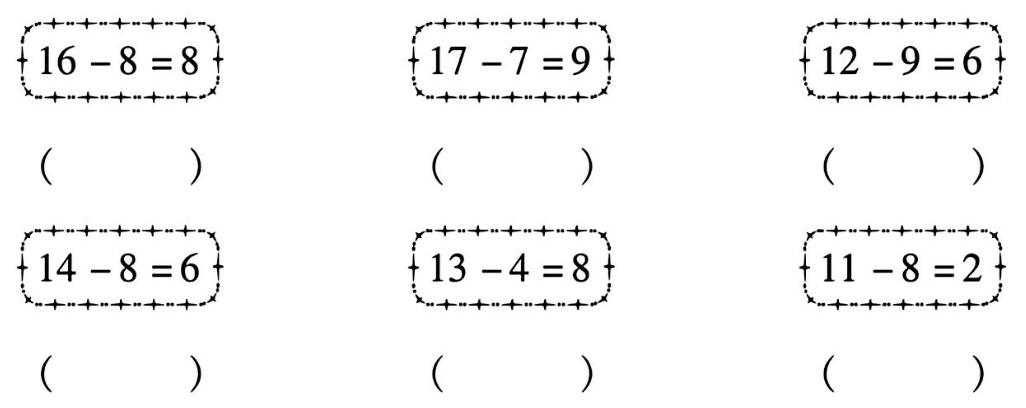 16 − 8 = 8 17 − 7 = 9 12 − 9 = 6
( ) ( ) ( )
14 − 8 = 6 13 − 4 = 8 11 − 8 = 2
( ) ( ) ( )